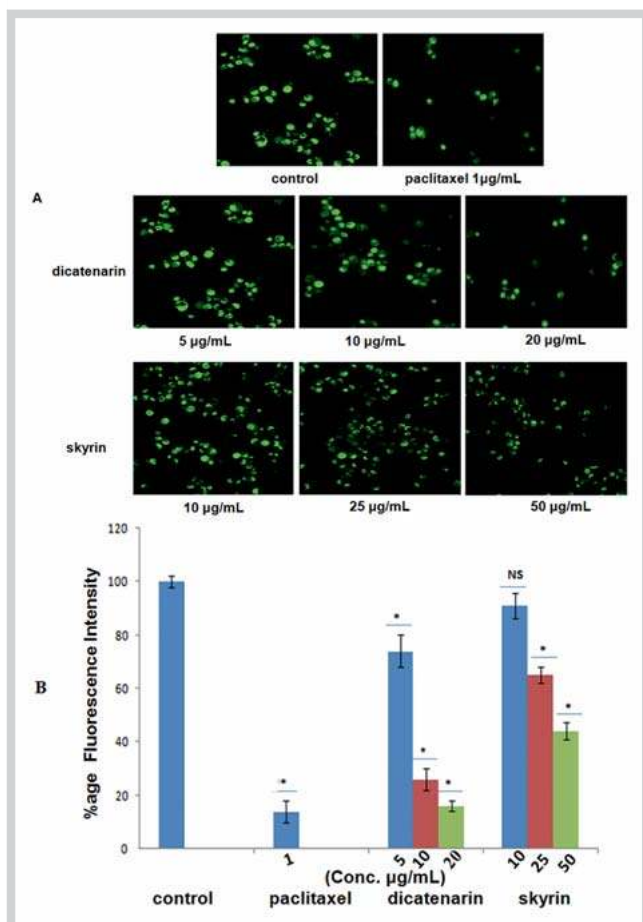 control
paclitaxel 1µg/mL
A
dicatenarin
5 µg/mL
10 µg/mL
20 µg/mL
skyrin
10 µg/mL
25 µg/mL
50 µg/mL
B
%age Fluorescence Intensity
120
100
80
60
40
20
0
*
*
*
*
NS
*
*
1
5
10
20
10
25
50
(Conc. µg/mL)
control
paclitaxel
dicatenarin
skyrin